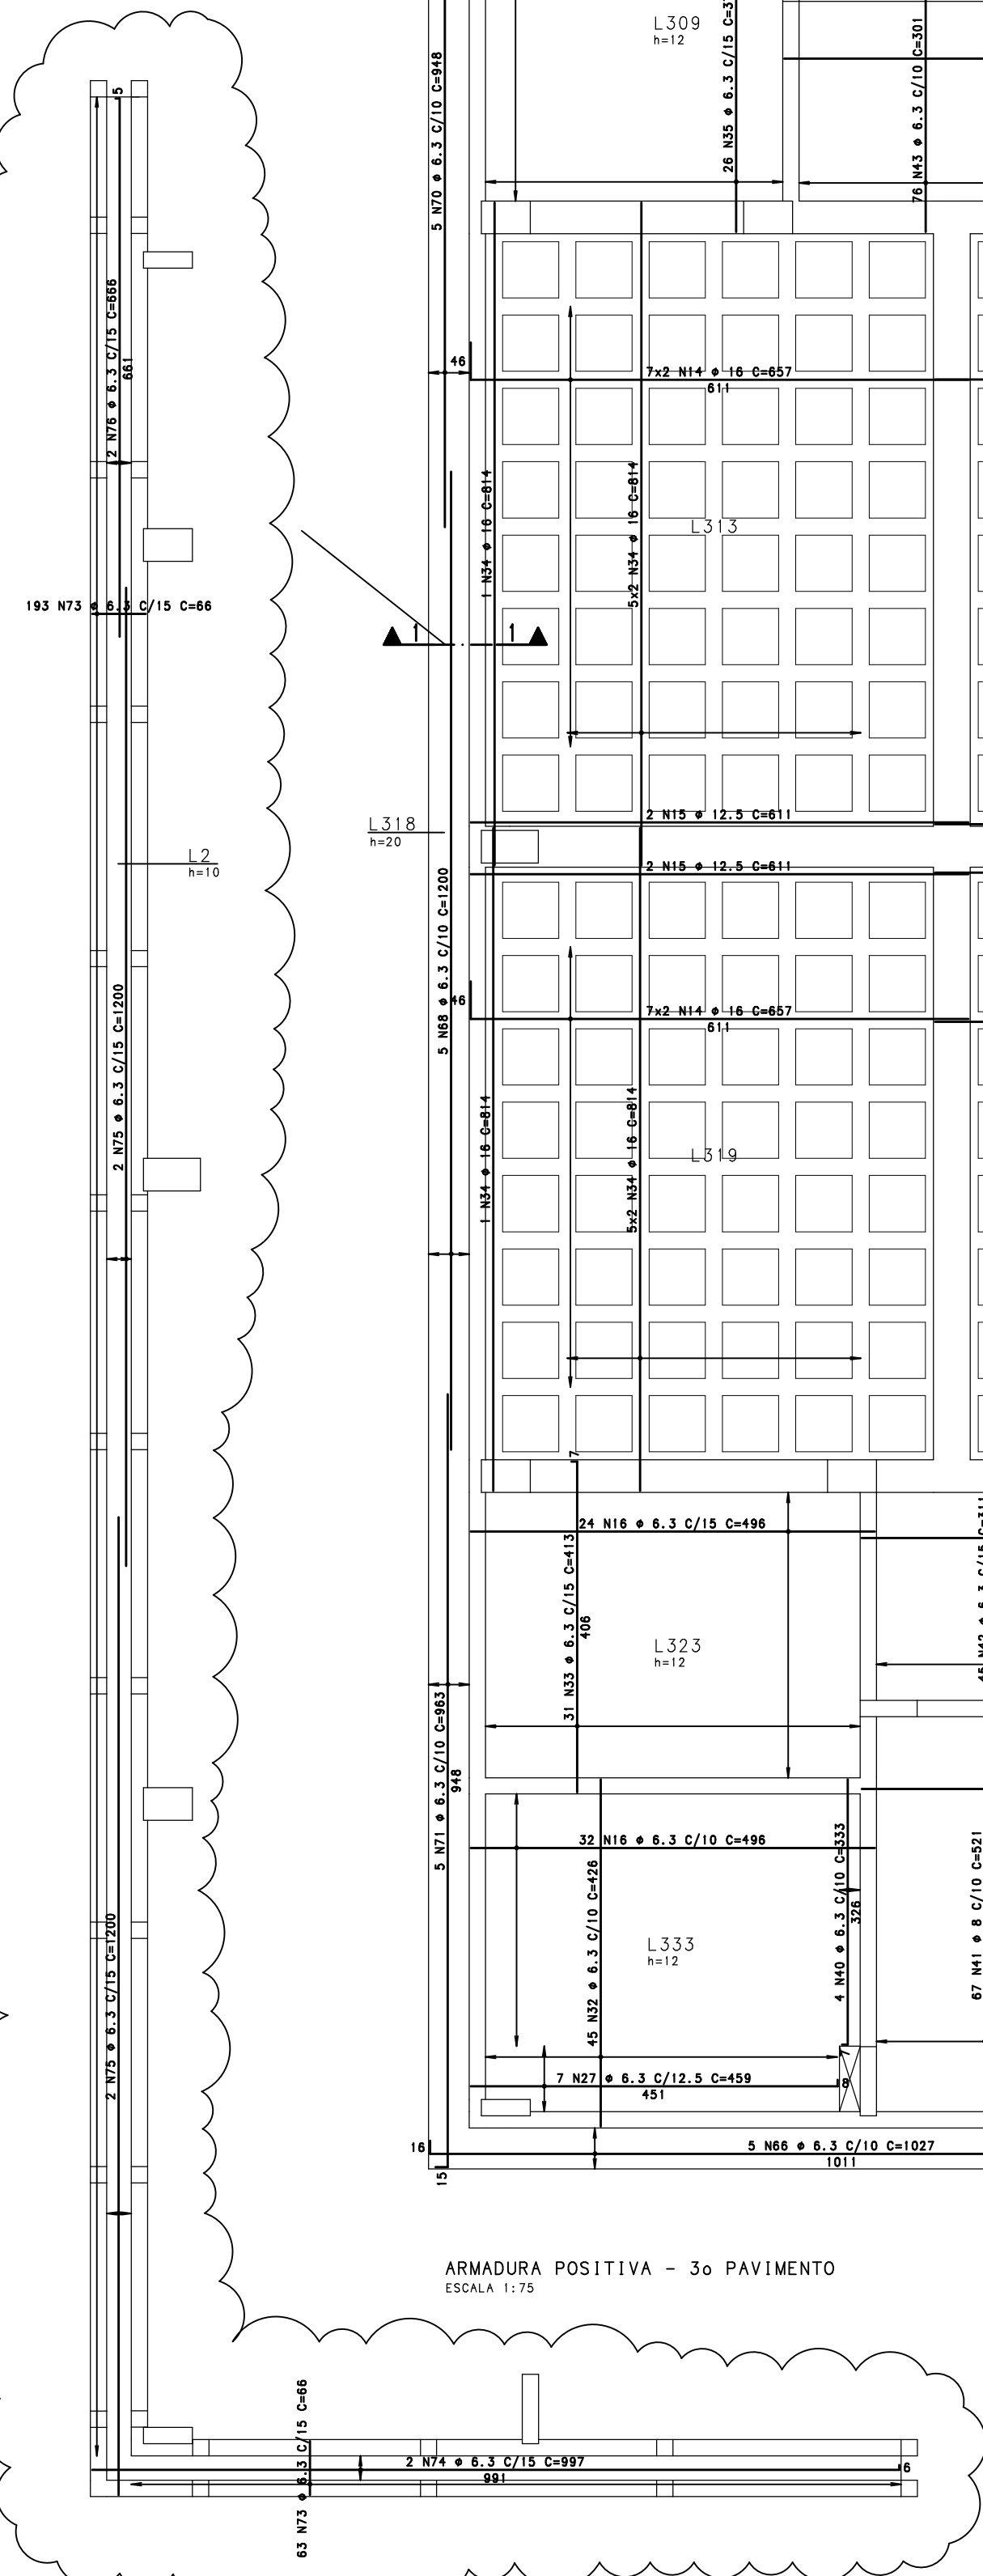 L309
h=12
5 N70 ø 6.3 C/10 C=948
26 N35 ø 6.3 C/15
76 N43 ø 6.3 C/10 C=301
5
2 N76 ø 6.3 C/15 C=666
661
46
7x2 N14 ø 16 C=657
611
1 N34 ø 16 C=814
5x2 N34 ø 16 C=814
L313
193 N73 ø 6.3 C/15 C=66
1
1
L318
h=20
2 N15 ø 12.5 C=611
L2
h=10
2 N15 ø 12.5 C=611
5 N68 ø 6.3 C/10 C=1200
46
7x2 N14 ø 16 C=657
611
2 N75 ø 6.3 C/15 C=1200
1 N34 ø 16 C=814
5x2 N34 ø 16 C=814
L319
7
24 N16 ø 6.3 C/15 C=496
31 N33 ø 6.3 C/15 C=413
406
L323
h=12
5 N71 ø 6.3 C/10 C=963
948
32 N16 ø 6.3 C/10 C=496
45 N32 ø 6.3 C/10 C=426
4 N40 ø 6.3 C/10 C=333
326
67 N41 ø 8 C/10 C=521
L333
h=12
2 N75 ø 6.3 C/15 C=1200
7
7 N27 ø 6.3 C/12.5 C=459
451
8
16
5 N66 ø 6.3 C/10 C=1027
1011
15
ARMADURA POSITIVA - 3o PAVIMENTO
ESCALA 1:75
63 N73 ø 6.3 C/15 C=66
2 N74 ø 6.3 C/15 C=997
991
6